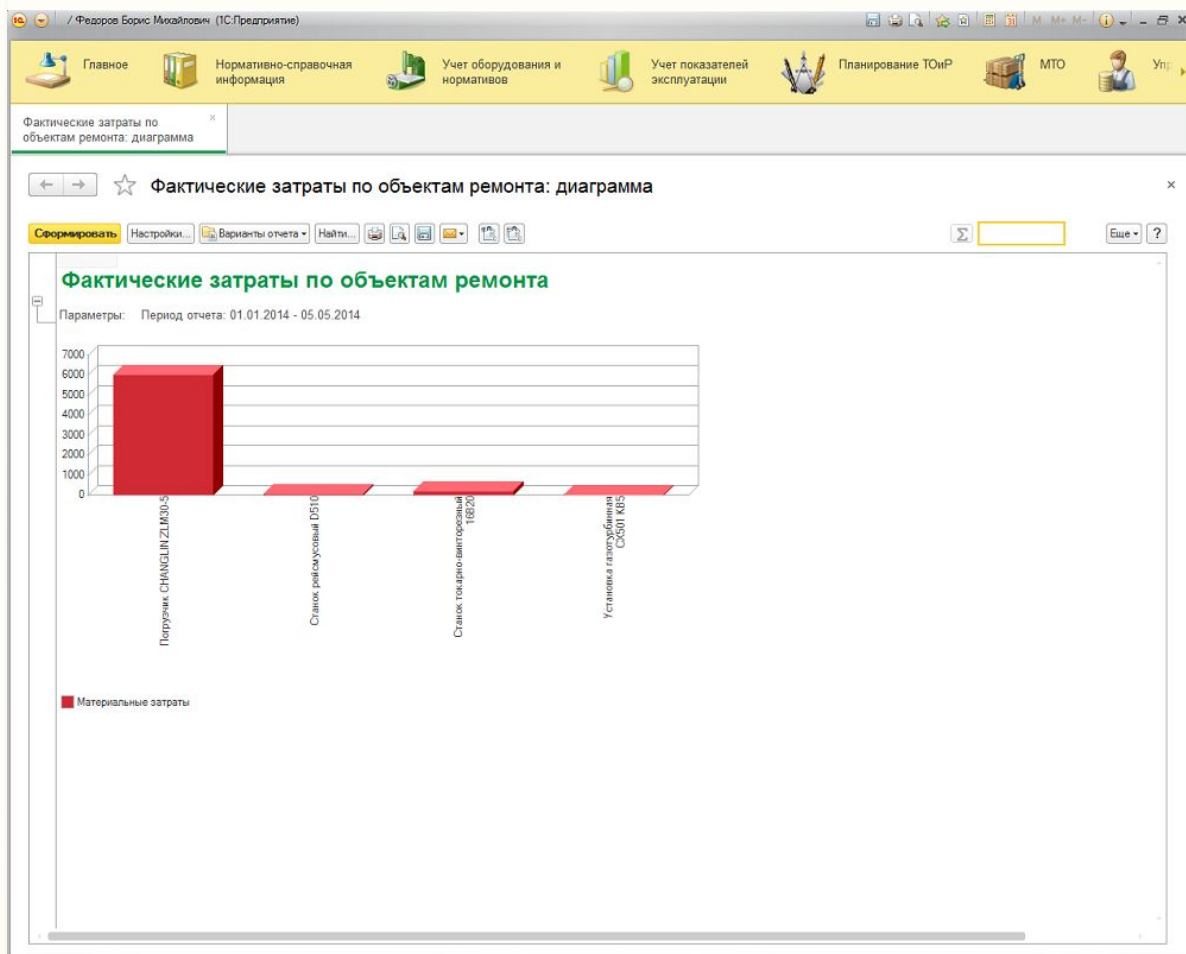 / Федоров Борис Михайлович (1С:Предприятие)
M M+ M-
Главное
Нормативно-справочная
информация
Учет оборудования и
нормативов
Учет показателей
эксплуатации
Планирование ТОиР
МТО
Упр
Фактические затраты по
объектам ремонта: диаграмма
Фактические затраты по объектам ремонта: диаграмма
Сформировать Настройки... Варианты отчета Найти... Σ Еще ?
Фактические затраты по объектам ремонта
Параметры: Период отчета: 01.01.2014 - 05.05.2014
7000
6000
5000
4000
3000
2000
1000
0
Погрузчик CHANGLIN ZLM30-5
Станок рейсмусовый D510
Станок токарно-винторезный
16В20
Установка газотурбинная
CX501 KB5
Материальные затраты